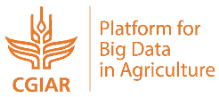 CGIAR
Platform for
Big Data
in Agriculture